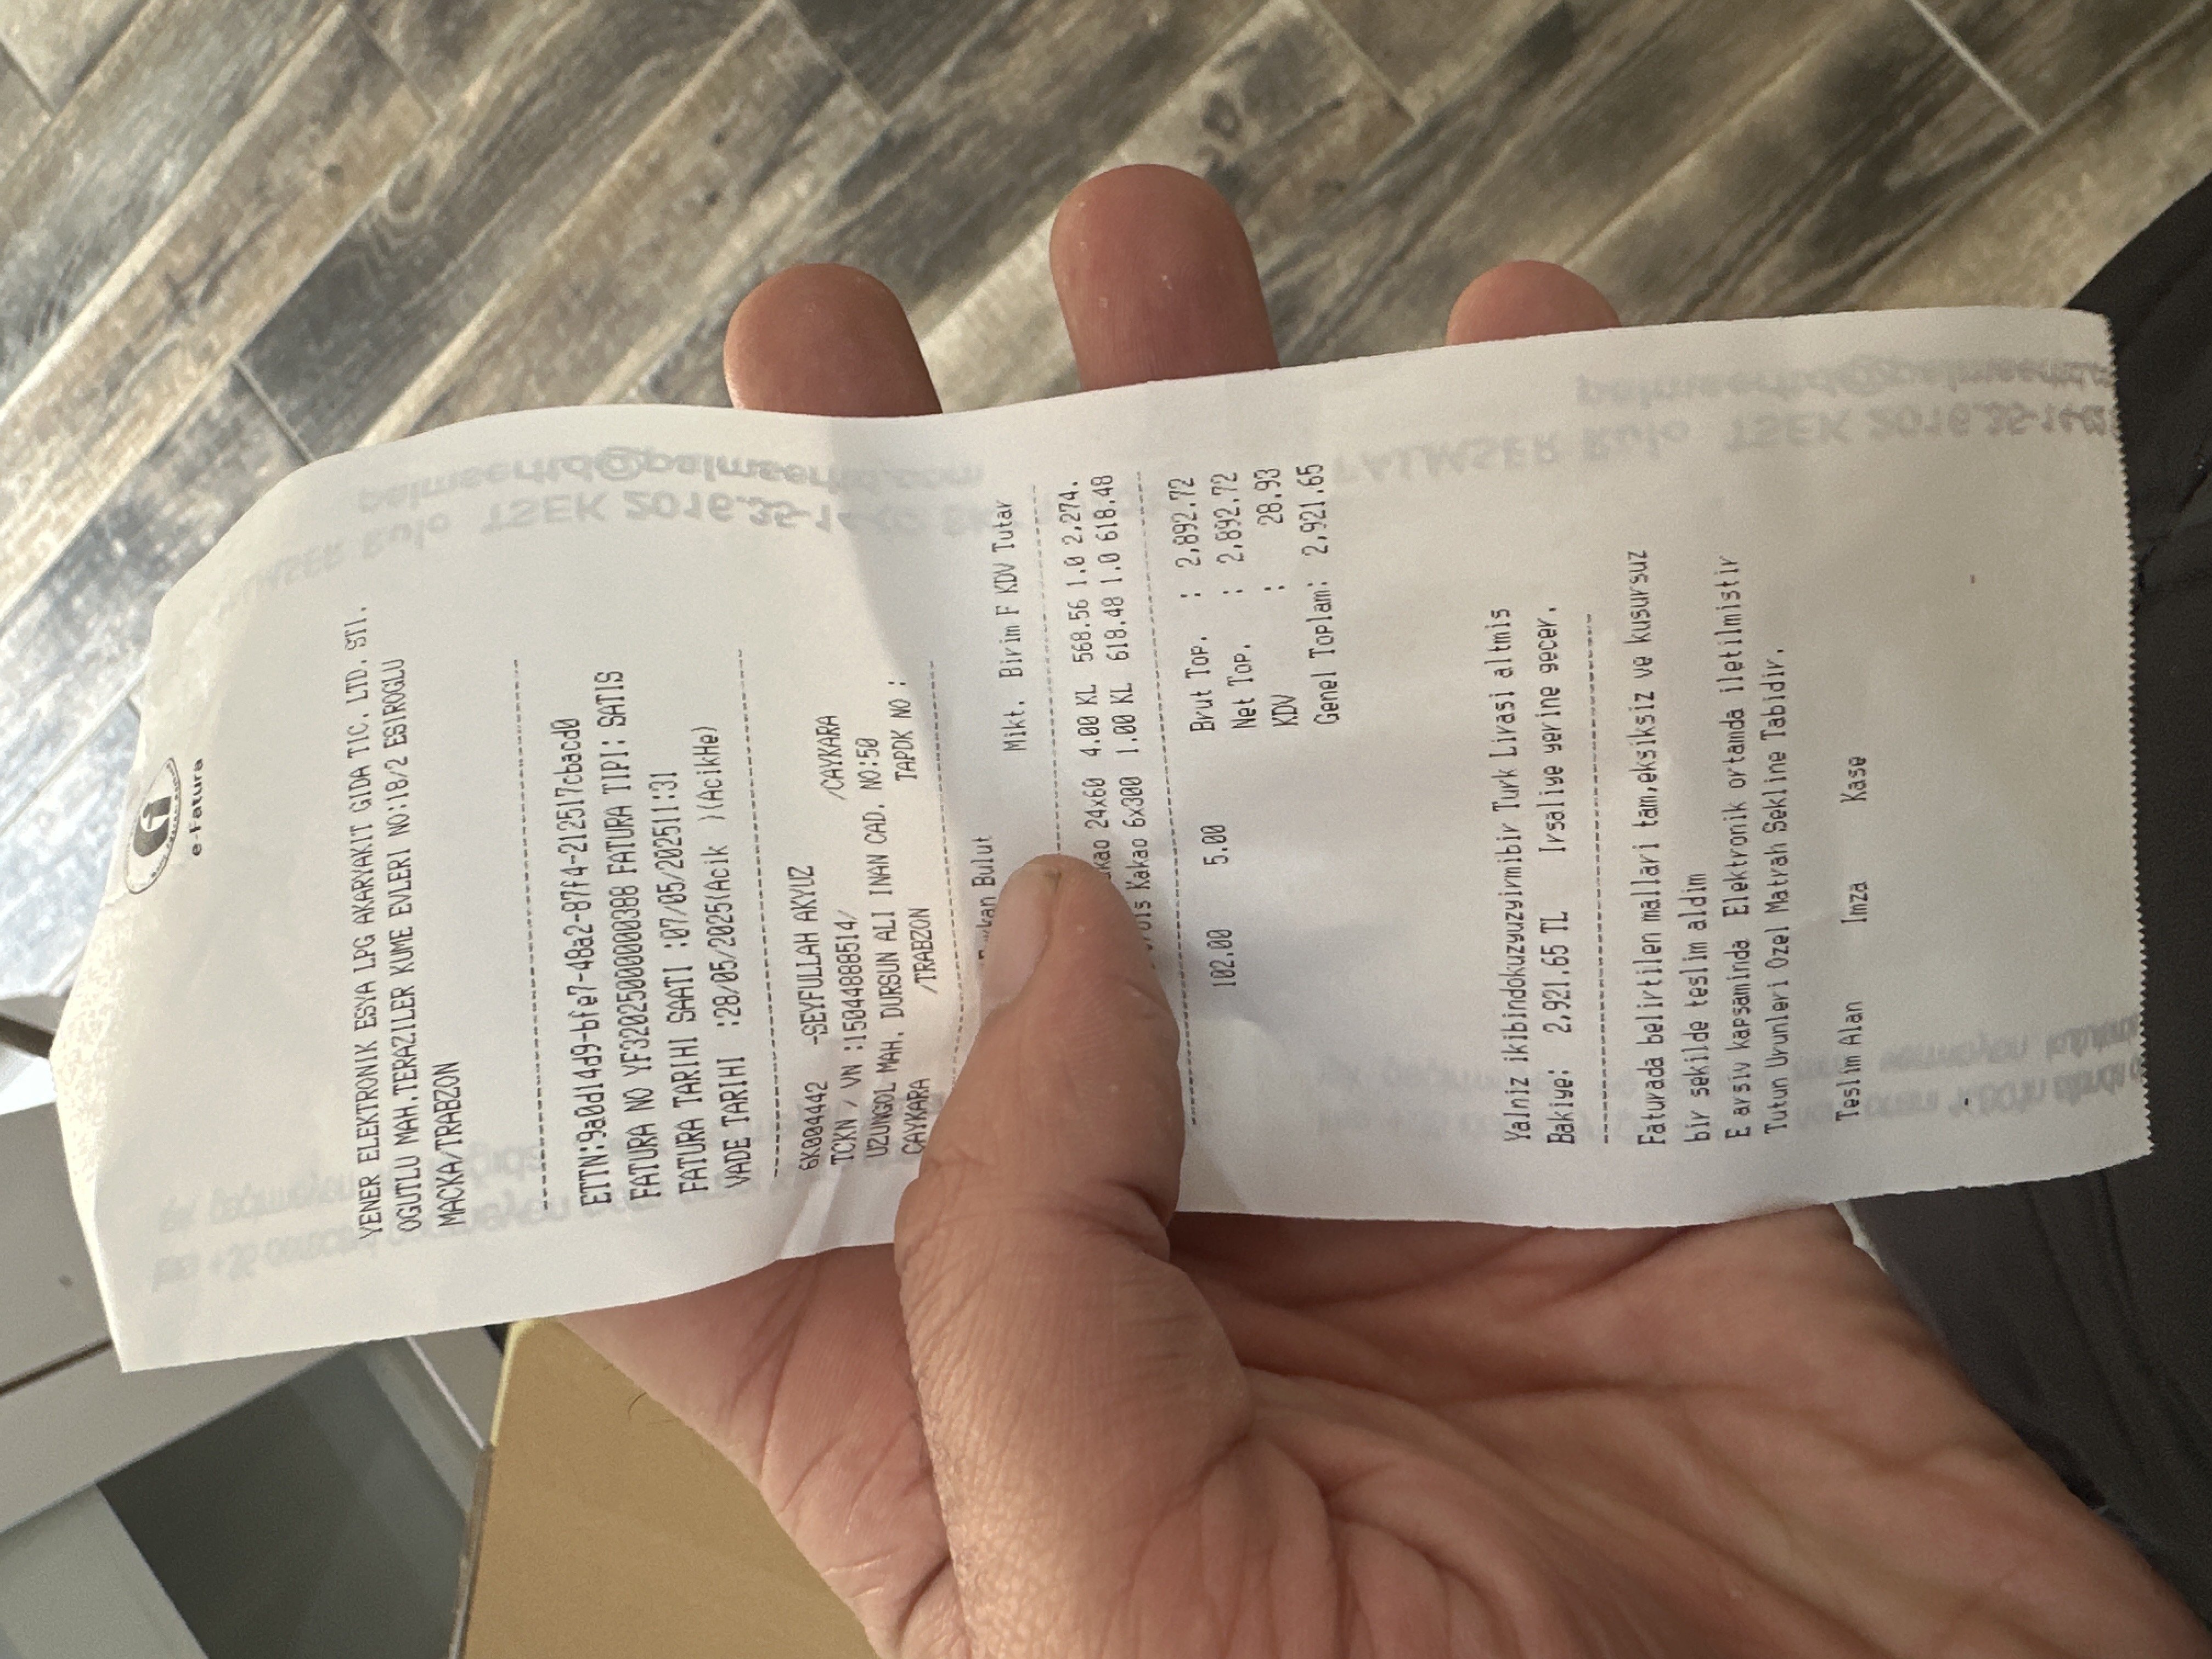 e-Fatura
YENER ELEKTRONIK ESYA LPG AKARYAKIT GIDA TIC. LTD. STI.
OGUTLU MAH.TERAZILER KUME EVLERI NO:18/2 ESIROGLU
MACKA/TRABZON
ETTN:9a0d14d9-bfe7-48a2-87f4-212517cbacd0
FATURA NO YF32025000000388 FATURA TIPI: SATIS
FATURA TARIHI SAATI :07/05/202511:31
VADE TARIHI :28/05/2025(Acik )(AcikHe)
6K004442 -SEYFULLAH AKYUZ /CAYKARA
TCKN / VN :15044888514/
UZUNGOL MAH. DURSUN ALI INAN CAD. NO:50
CAYKARA /TRABZON TAPDK NO :
Bulut
Mikt. Birim F KDV Tutar
24x60 4.00 KL 568.56 1.0 2,274.
Kakao 6x300 1.00 KL 618.48 1.0 618.48
Brut Top. : 2,892.72
102.00 5.00 Net Top. : 2,892.72
KDV : 28.93
Genel Toplam: 2,921.65
Yalniz ikibindokuzyuzyirmibir Turk Lirasi altmis
Bakiye: 2,921.65 TL Irsaliye yerine gecer.
Faturada belirtilen mallari tam,eksiksiz ve kusursuz
bir sekilde teslim aldim
E arsiv kapsaminda Elektronik ortamda iletilmistir
Tutun Urunleri Ozel Matrah Sekline Tabidir.
Teslim Alan Imza Kase